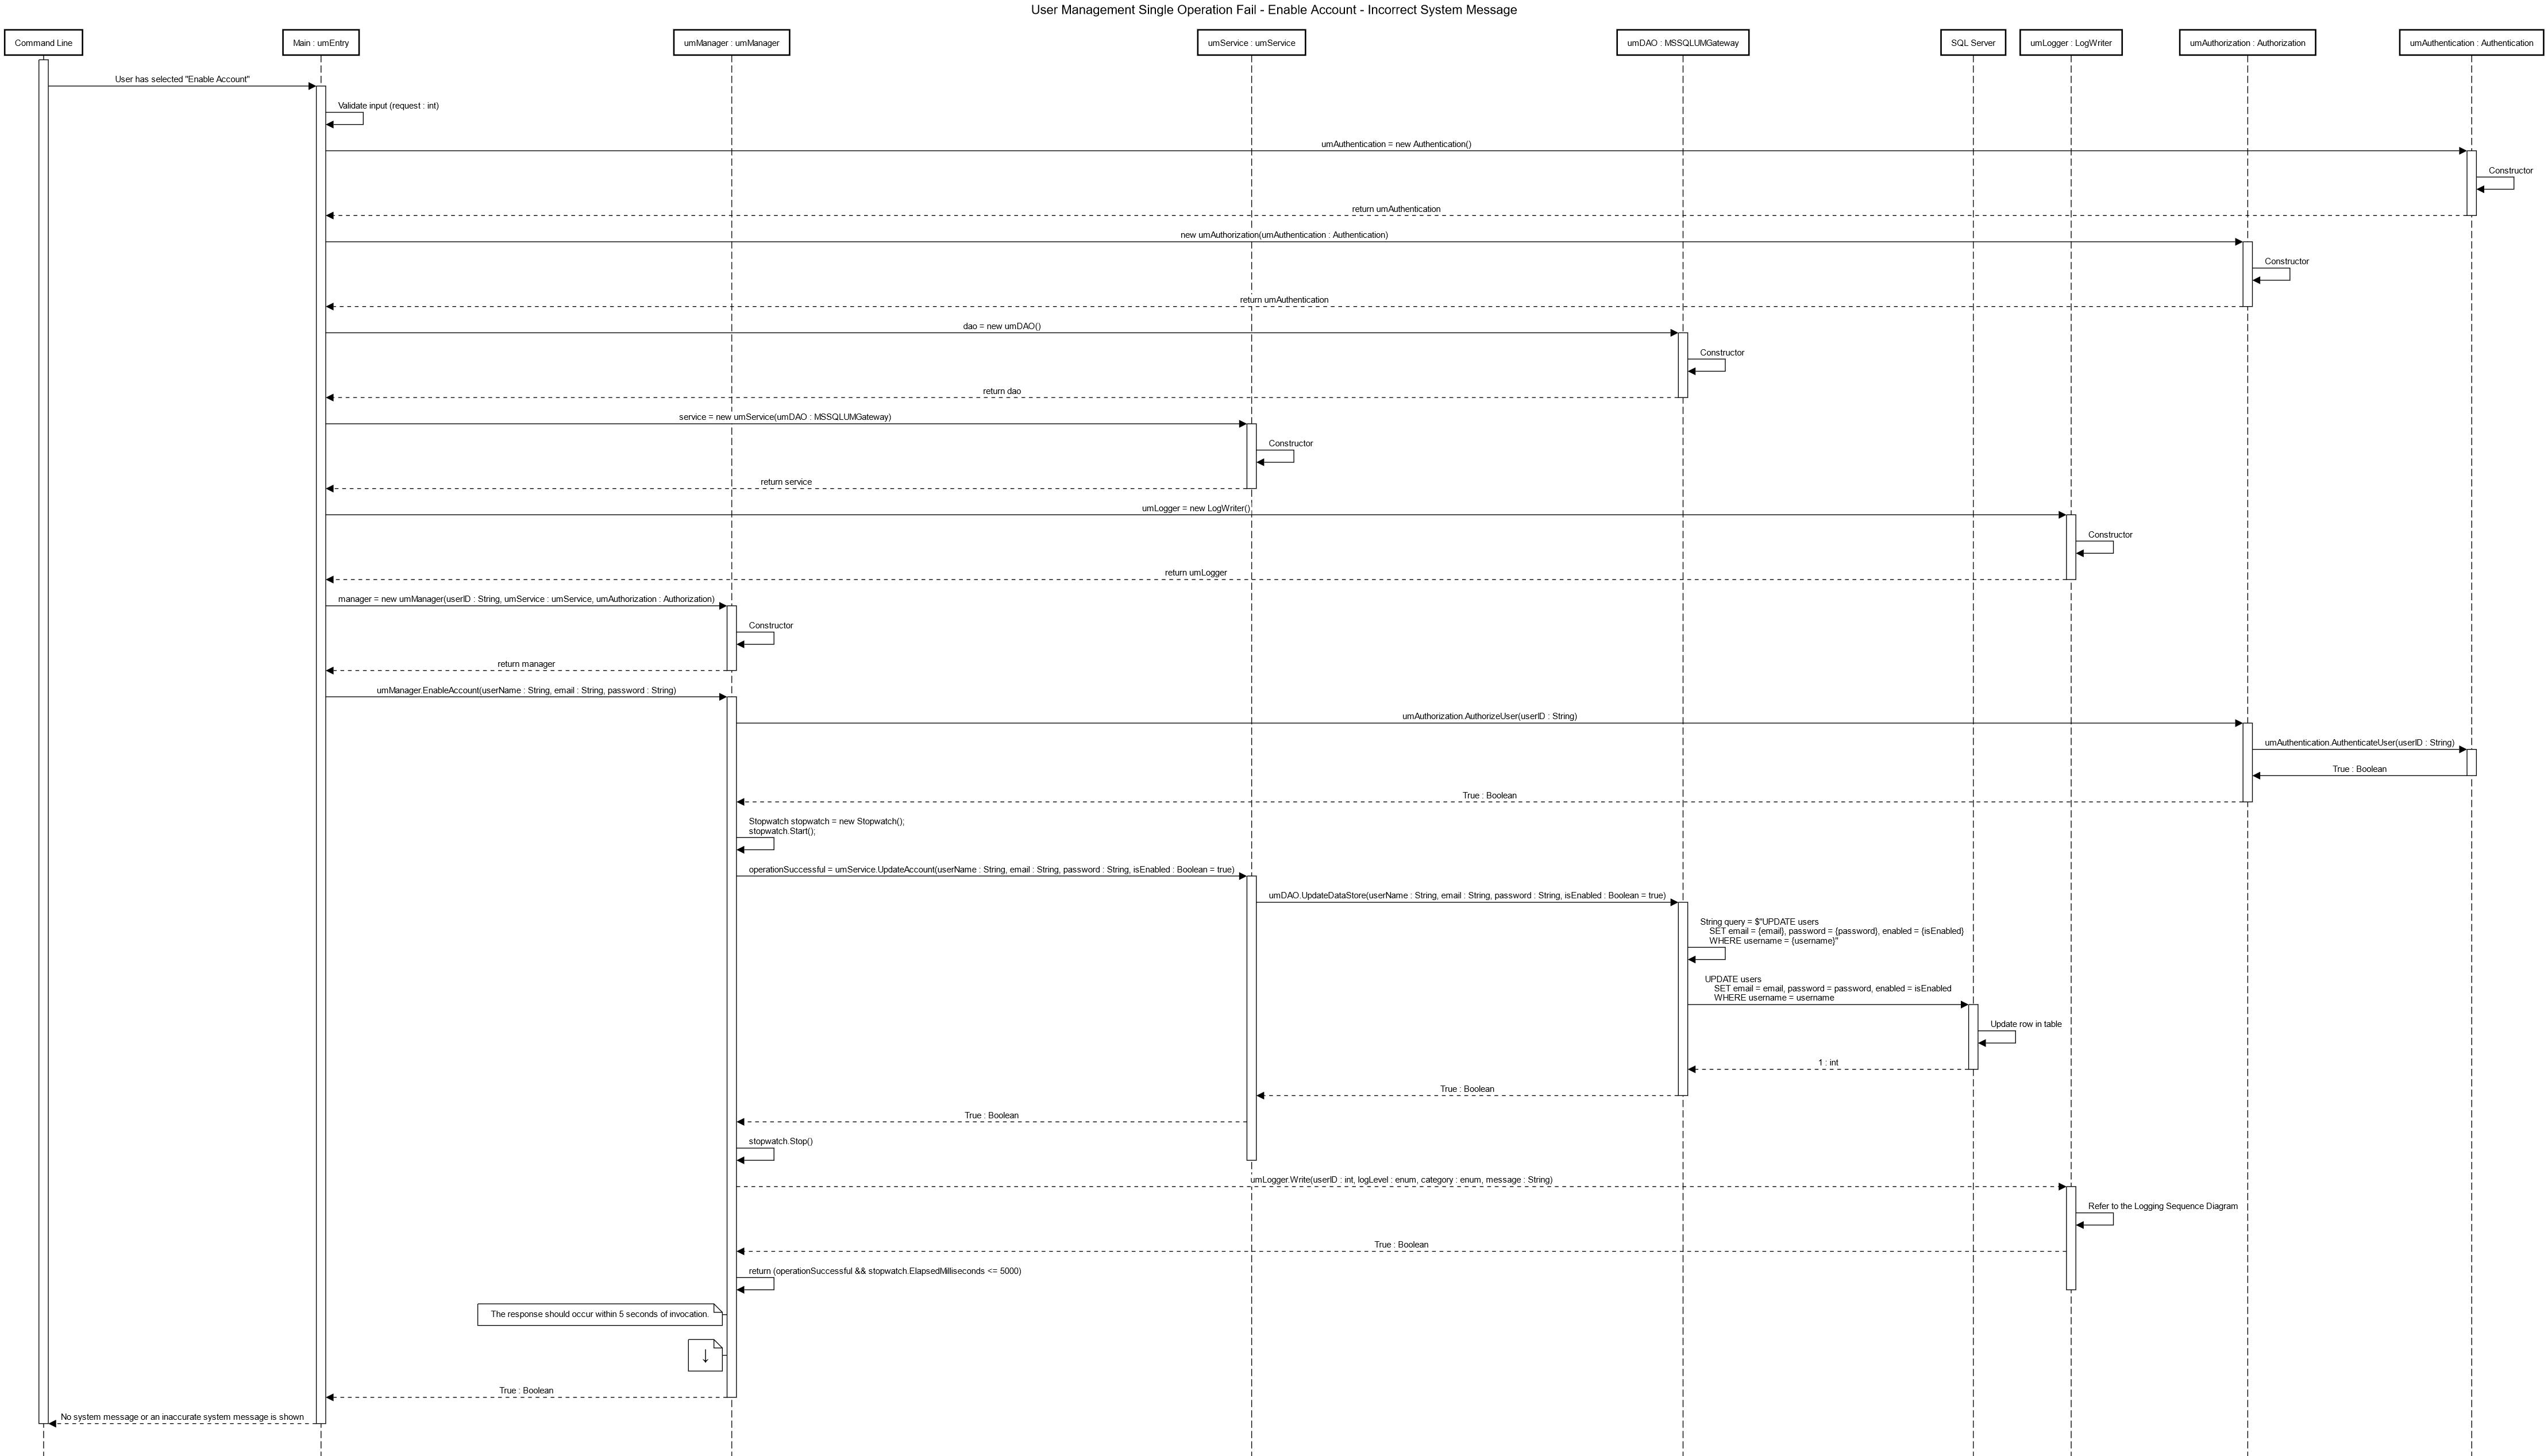 User Management Single Operation Fail - Enable Account - Incorrect System Message
Command Line
Main : umEntry
umManager : umManager
umService : umService
umDAO : MSSQLUMGateway
SQL Server
umLogger : LogWriter
umAuthorization : Authorization
umAuthentication : Authentication
User has selected "Enable Account"
Validate input (request : int)
umAuthentication = new Authentication()
Constructor
return umAuthentication
new umAuthorization(umAuthentication : Authentication)
Constructor
return umAuthentication
dao = new umDAO()
Constructor
return dao
service = new umService(umDAO : MSSQLUMGateway)
Constructor
return service
umLogger = new LogWriter()
Constructor
return umLogger
manager = new umManager(userID : String, umService : umService, umAuthorization : Authorization)
Constructor
return manager
umManager.EnableAccount(userName : String, email : String, password : String)
umAuthorization.AuthorizeUser(userID : String)
umAuthentication.AuthenticateUser(userID : String)
True : Boolean
True : Boolean
Stopwatch stopwatch = new Stopwatch();
stopwatch.Start();
operationSuccessful = umService.UpdateAccount(userName : String, email : String, password : String, isEnabled : Boolean = true)
umDAO.UpdateDataStore(userName : String, email : String, password : String, isEnabled : Boolean = true)
String query = $"UPDATE users
SET email = {email}, password = {password}, enabled = {isEnabled}
WHERE username = {username}"
UPDATE users
SET email = email, password = password, enabled = isEnabled
WHERE username = username
Update row in table
1 : int
True : Boolean
True : Boolean
stopwatch.Stop()
umLogger.Write(userID : int, logLevel : enum, category : enum, message : String)
Refer to the Logging Sequence Diagram
True : Boolean
return (operationSuccessful && stopwatch.ElapsedMilliseconds <= 5000)
The response should occur within 5 seconds of invocation.
↓
True : Boolean
No system message or an inaccurate system message is shown